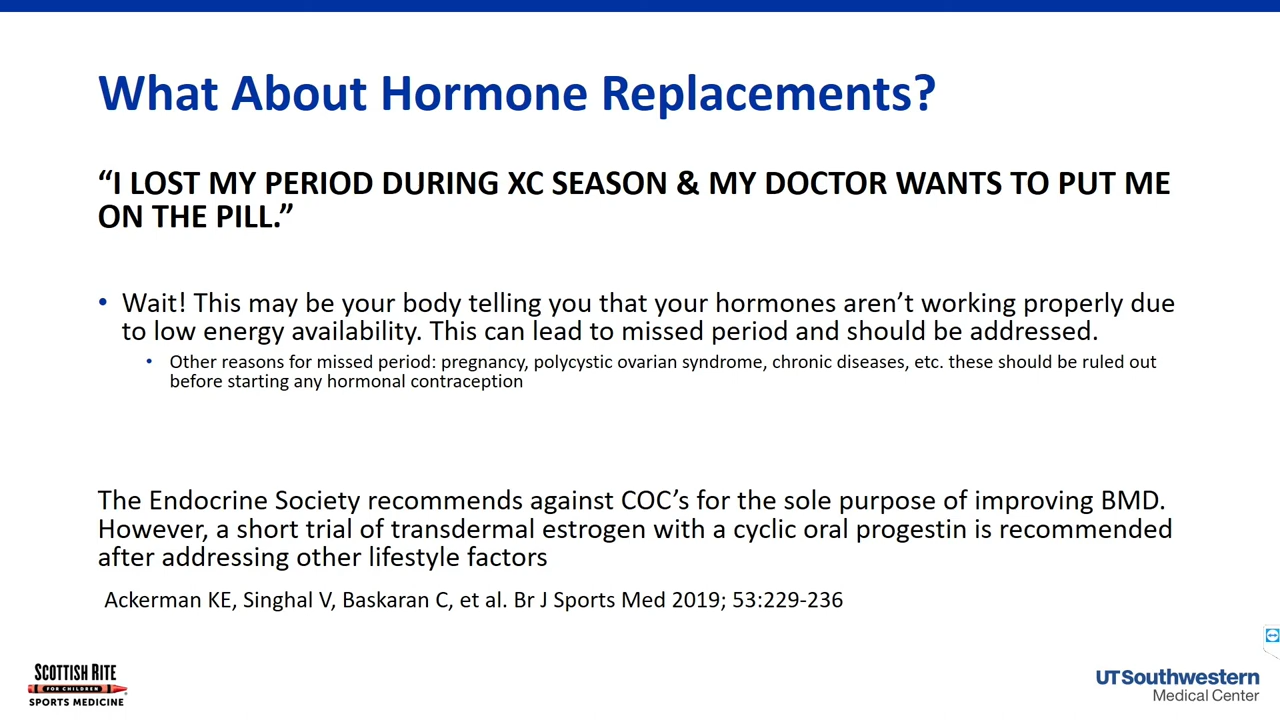 What About Hormone Replacements?
“I LOST MY PERIOD DURING XC SEASON & MY DOCTOR WANTS TO PUT ME
ON THE PILL.”
• Wait! This may be your body telling you that your hormones aren’t working properly due
to low energy availability. This can lead to missed period and should be addressed.
• Other reasons for missed period: pregnancy, polycystic ovarian syndrome, chronic diseases, etc. these should be ruled out
before starting any hormonal contraception
The Endocrine Society recommends against COC’s for the sole purpose of improving BMD.
However, a short trial of transdermal estrogen with a cyclic oral progestin is recommended
after addressing other lifestyle factors
Ackerman KE, Singhal V, Baskaran C, et al. Br J Sports Med 2019; 53:229-236
SCOTTISH RITE
FOR CHILDREN
SPORTS MEDICINE
UTSouthwestern
Medical Center